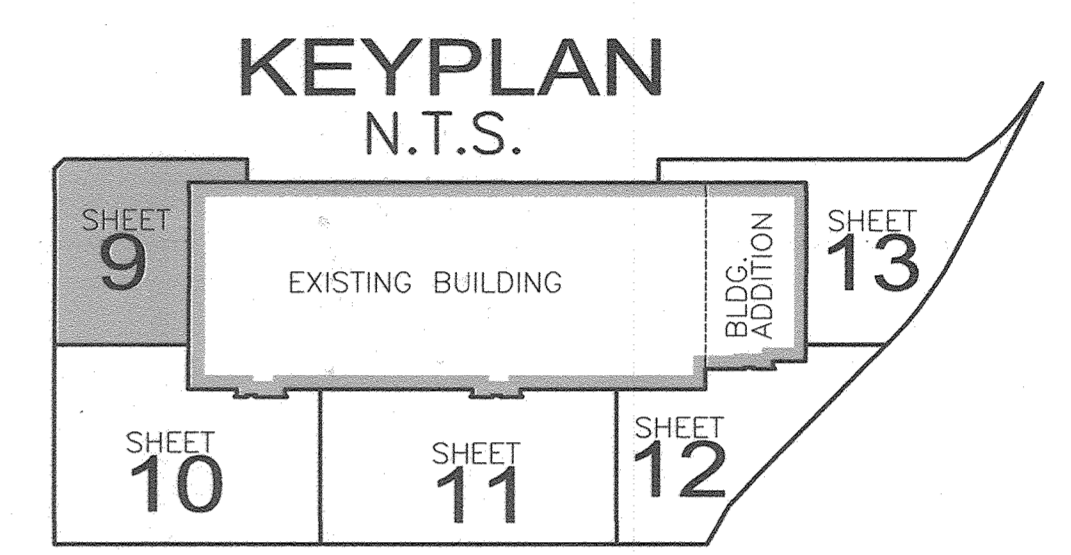 KEYPLAN
N.T.S.
SHEET
9
EXISTING BUILDING
BLDG.
ADDITION
SHEET
13
SHEET
10
SHEET
11
SHEET
12